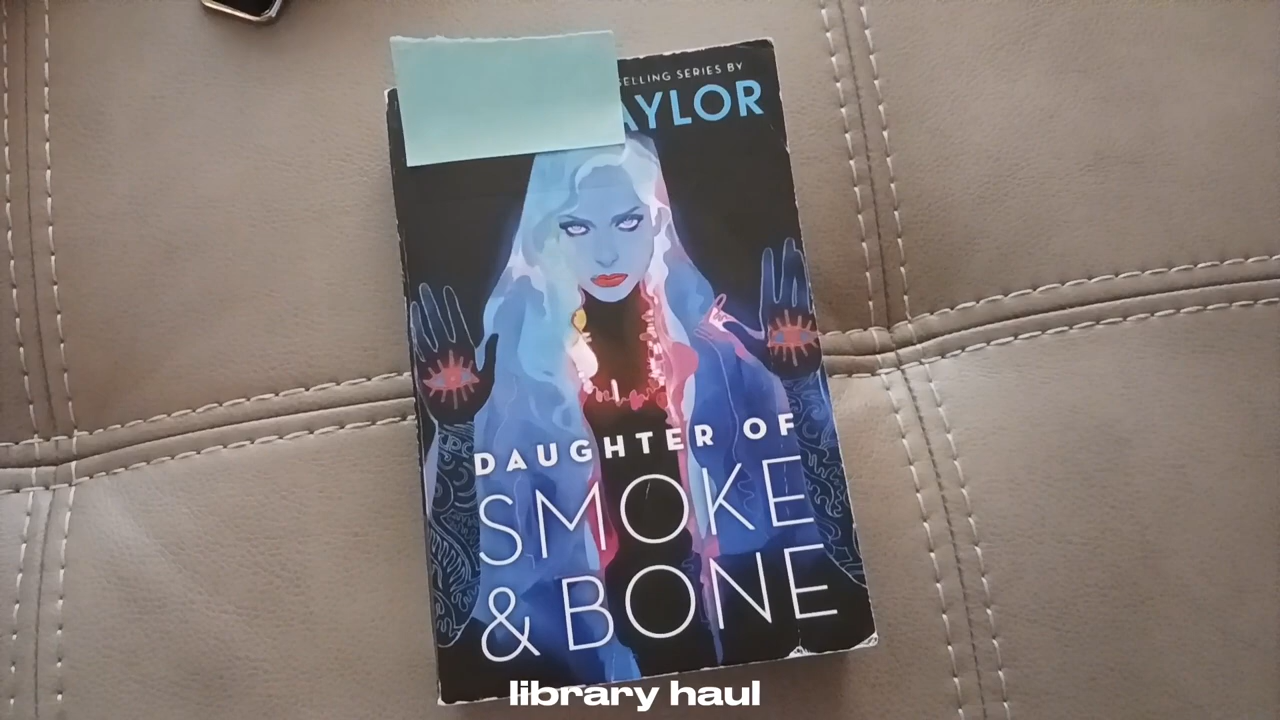 SELLING SERIES BY
AYLOR
DAUGHTER OF
SMOKE
& BONE
library haul